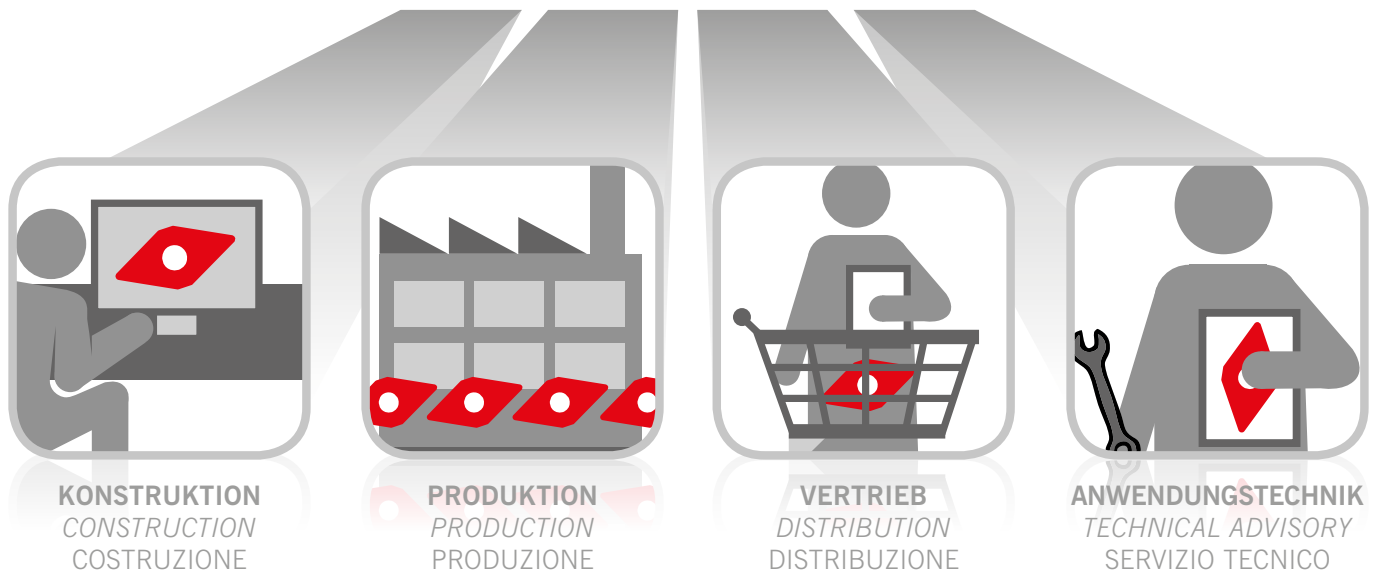 KONSTRUKTION
CONSTRUCTION
COSTRUZIONE
PRODUKTION
PRODUCTION
PRODUZIONE
VERTRIEB
DISTRIBUTION
DISTRIBUZIONE
ANWENDUNGSTECHNIK
TECHNICAL ADVISORY
SERVIZIO TECNICO